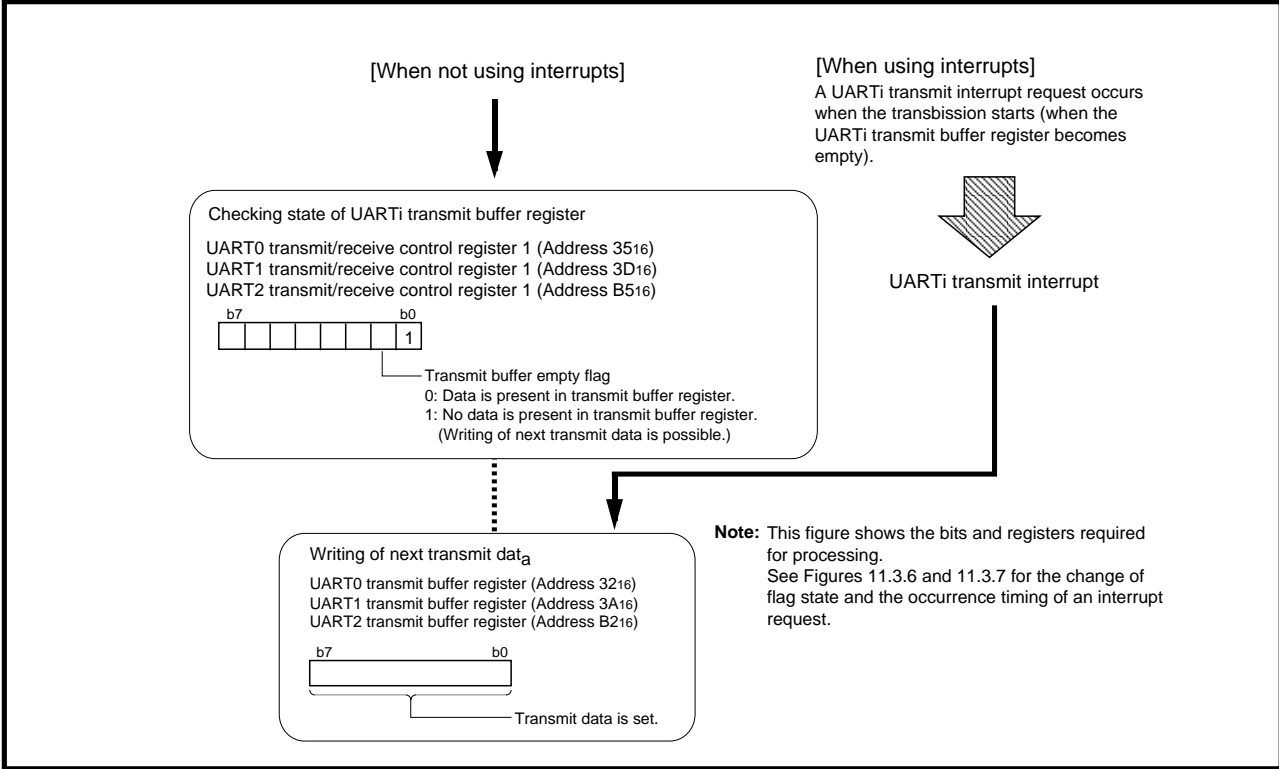 [When not using interrupts]
[When using interrupts]
A UARTi transmit interrupt request occurs
when the transbission starts (when the
UARTi transmit buffer register becomes
empty).
Checking state of UARTi transmit buffer register
UART0 transmit/receive control register 1 (Address 3516)
UART1 transmit/receive control register 1 (Address 3D16)
UART2 transmit/receive control register 1 (Address B516)
b7 b0
1
Transmit buffer empty flag
0: Data is present in transmit buffer register.
1: No data is present in transmit buffer register.
(Writing of next transmit data is possible.)
UARTi transmit interrupt
Writing of next transmit data
UART0 transmit buffer register (Address 3216)
UART1 transmit buffer register (Address 3A16)
UART2 transmit buffer register (Address B216)
b7 b0
Transmit data is set.
Note: This figure shows the bits and registers required
for processing.
See Figures 11.3.6 and 11.3.7 for the change of
flag state and the occurrence timing of an interrupt
request.